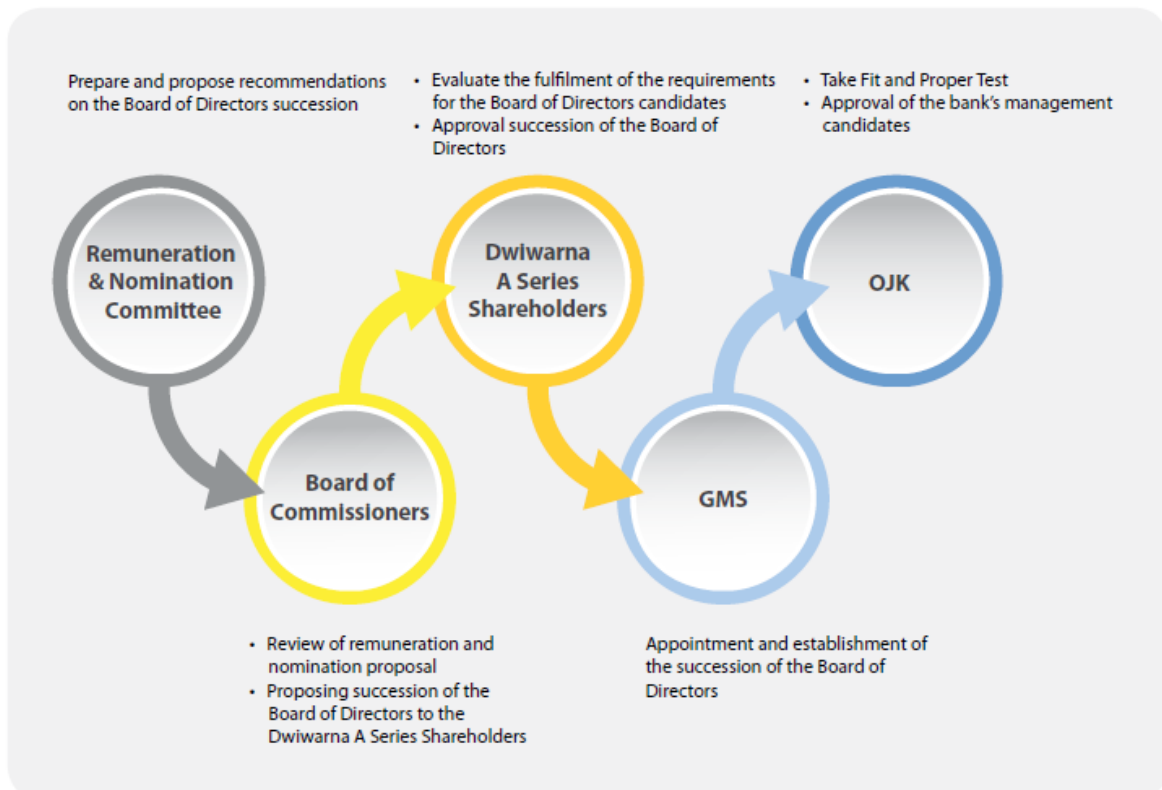 Prepare and propose recommendations
on the Board of Directors succession
• Evaluate the fulfilment of the requirements
for the Board of Directors candidates
• Approval succession of the Board of
Directors
• Take Fit and Proper Test
• Approval of the bank's management
candidates
Remuneration
& Nomination
Committee
Dwiwarna
A Series
Shareholders
OJK
Board of
Commissioners
GMS
• Review of remuneration and
nomination proposal
• Proposing succession of the
Board of Directors to the
Dwiwarna A Series Shareholders
Appointment and establishment of
the succession of the Board of
Directors